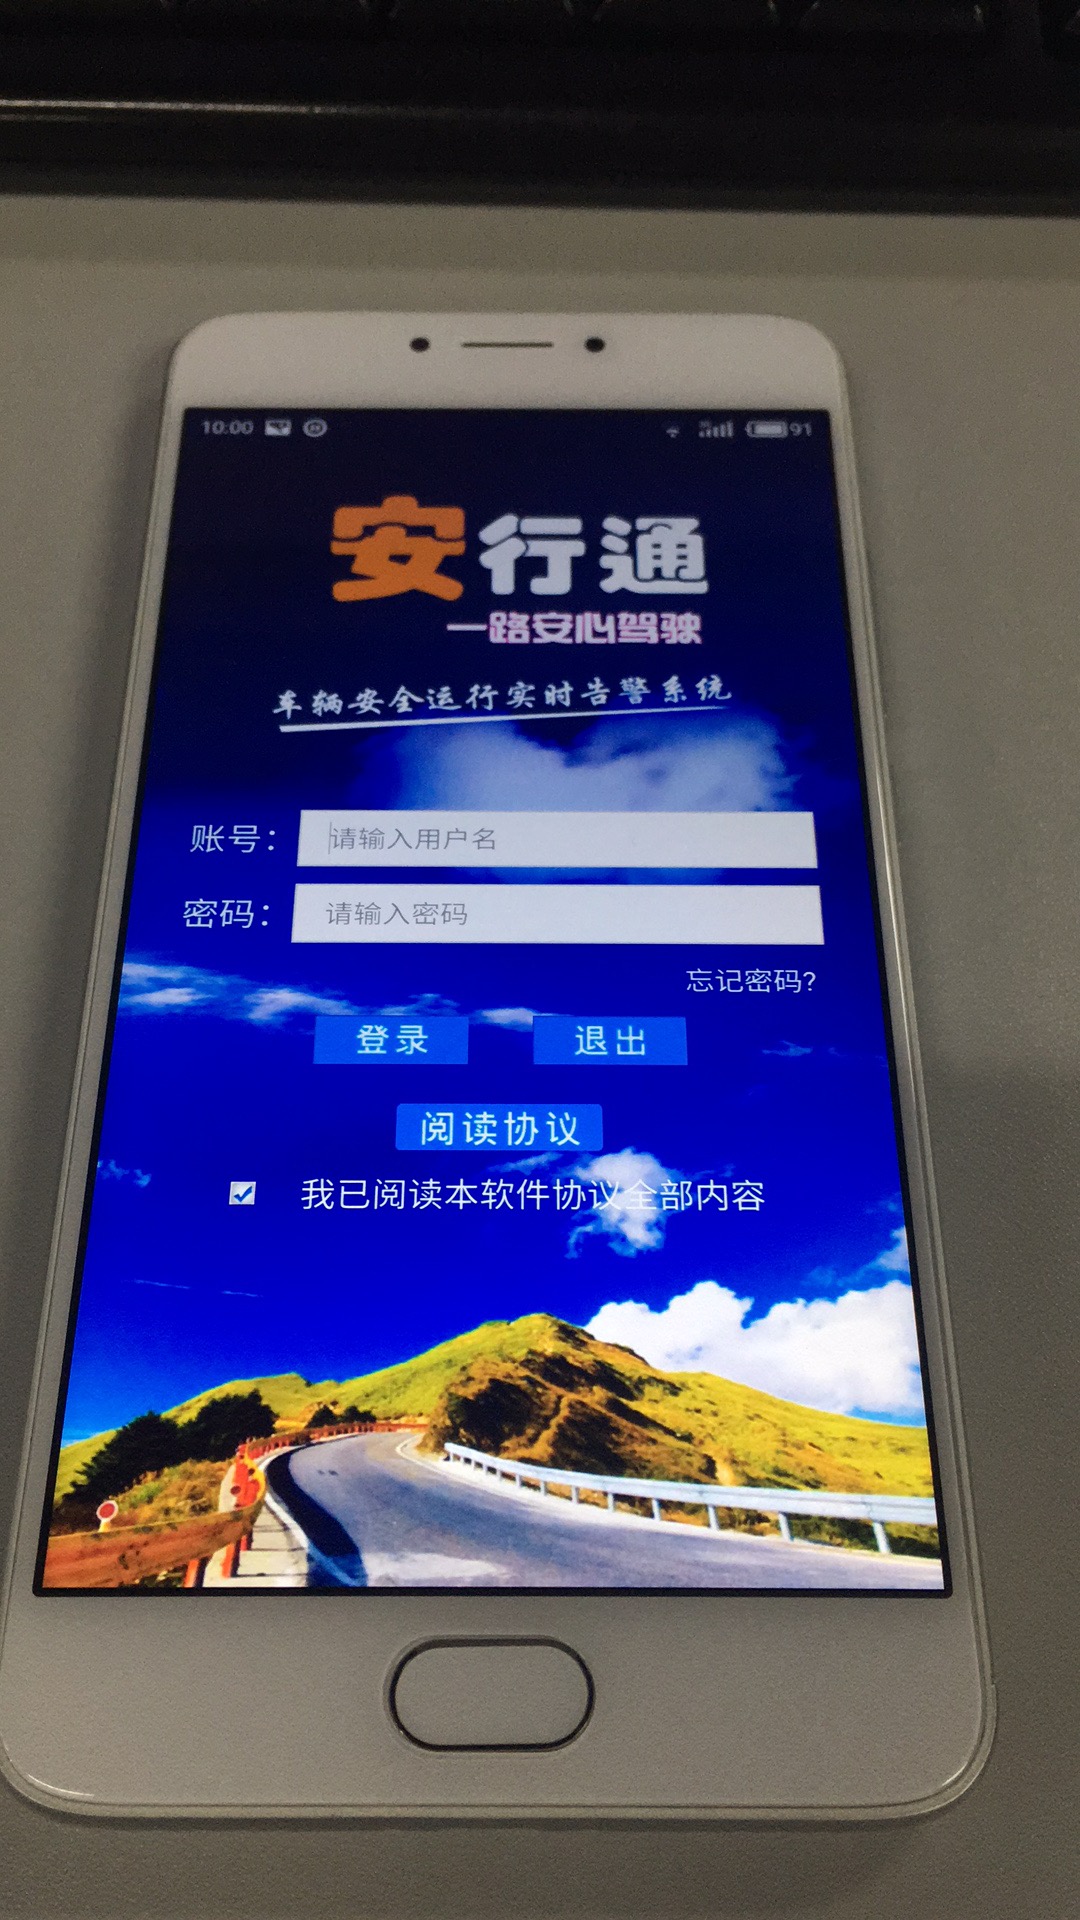 10:00 91
安行通
一路安心驾驶
车辆安全运行实时告警系统
账号: 请输入用户名
密码: 请输入密码
忘记密码?
登录 退出
阅读协议
我已阅读本软件协议全部内容